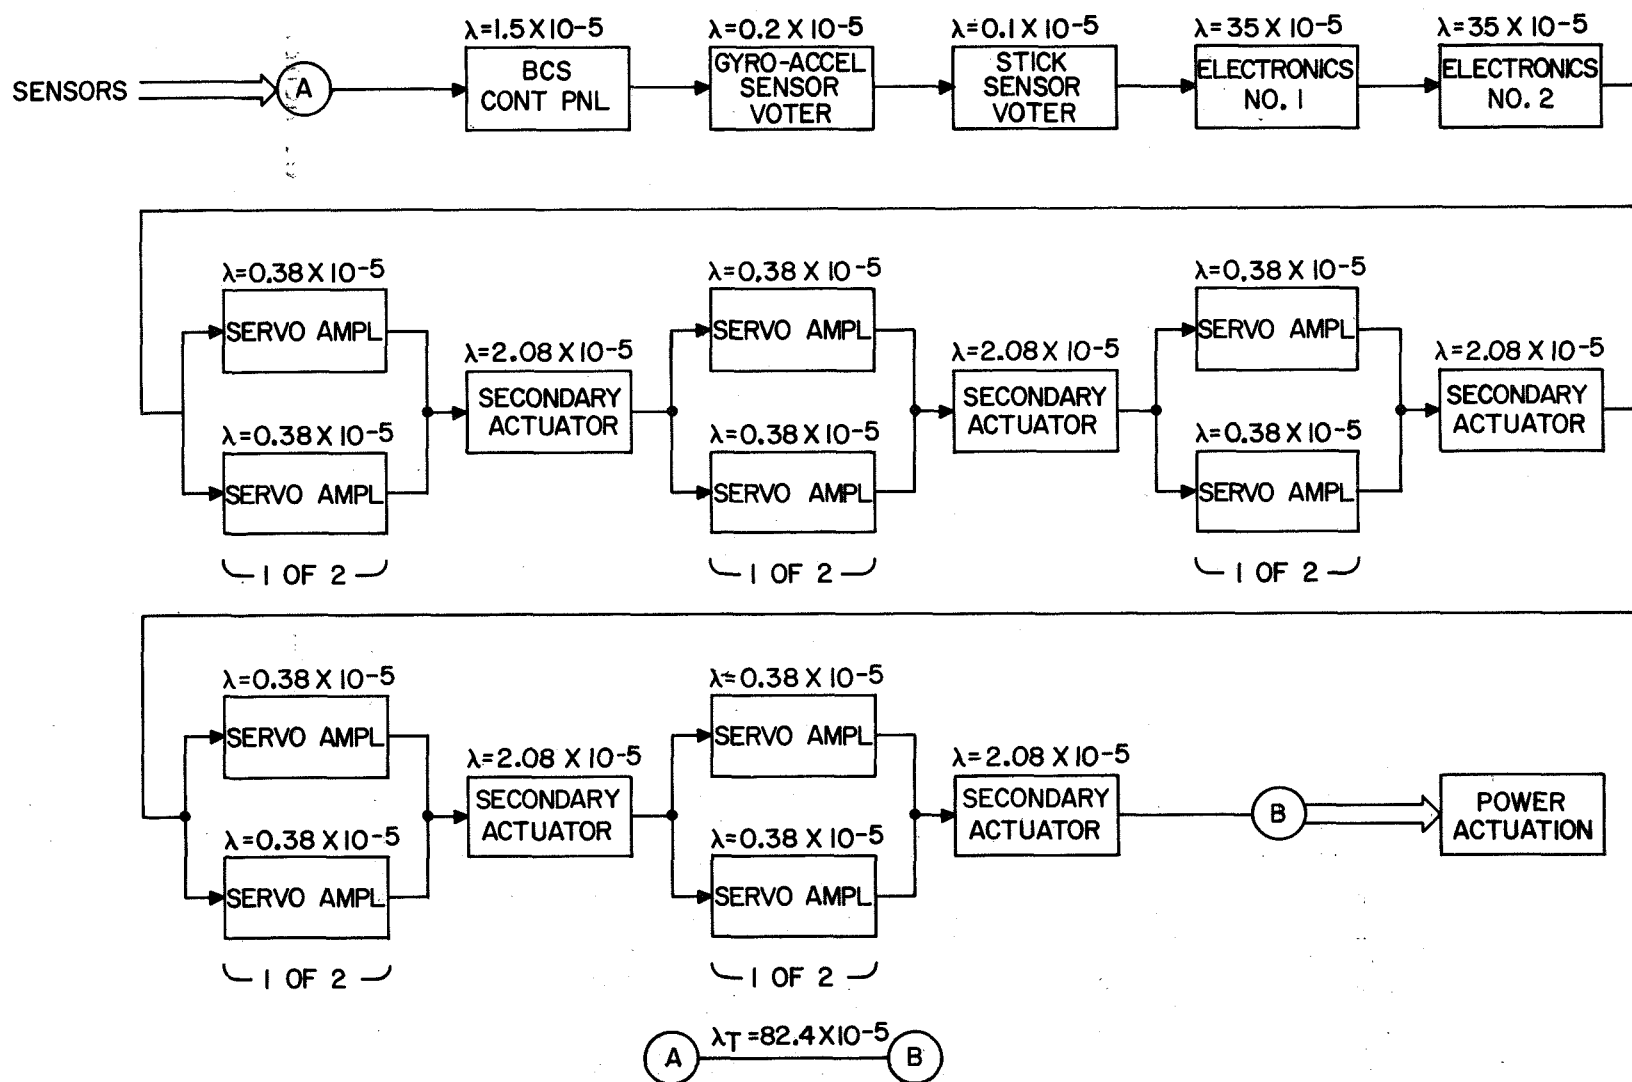 λ=1.5 X 10-5
λ=0.2 X 10-5
λ=0.1 X 10-5
λ=35 X 10-5
λ=35 X 10-5
SENSORS
A
BCS
CONT PNL
GYRO-ACCEL
SENSOR
VOTER
STICK
SENSOR
VOTER
ELECTRONICS
NO. 1
ELECTRONICS
NO. 2
λ=0.38 X 10-5
SERVO AMPL
λ=0.38 X 10-5
SERVO AMPL
1 OF 2
λ=2.08 X 10-5
SECONDARY
ACTUATOR
λ=0.38 X 10-5
SERVO AMPL
λ=0.38 X 10-5
SERVO AMPL
1 OF 2
λ=2.08 X 10-5
SECONDARY
ACTUATOR
λ=0.38 X 10-5
SERVO AMPL
λ=0.38 X 10-5
SERVO AMPL
1 OF 2
λ=2.08 X 10-5
SECONDARY
ACTUATOR
λ=0.38 X 10-5
SERVO AMPL
λ=0.38 X 10-5
SERVO AMPL
1 OF 2
λ=2.08 X 10-5
SECONDARY
ACTUATOR
λ=0.38 X 10-5
SERVO AMPL
λ=0.38 X 10-5
SERVO AMPL
1 OF 2
λ=2.08 X 10-5
SECONDARY
ACTUATOR
B
POWER
ACTUATION
A
λT =82.4X10-5
B